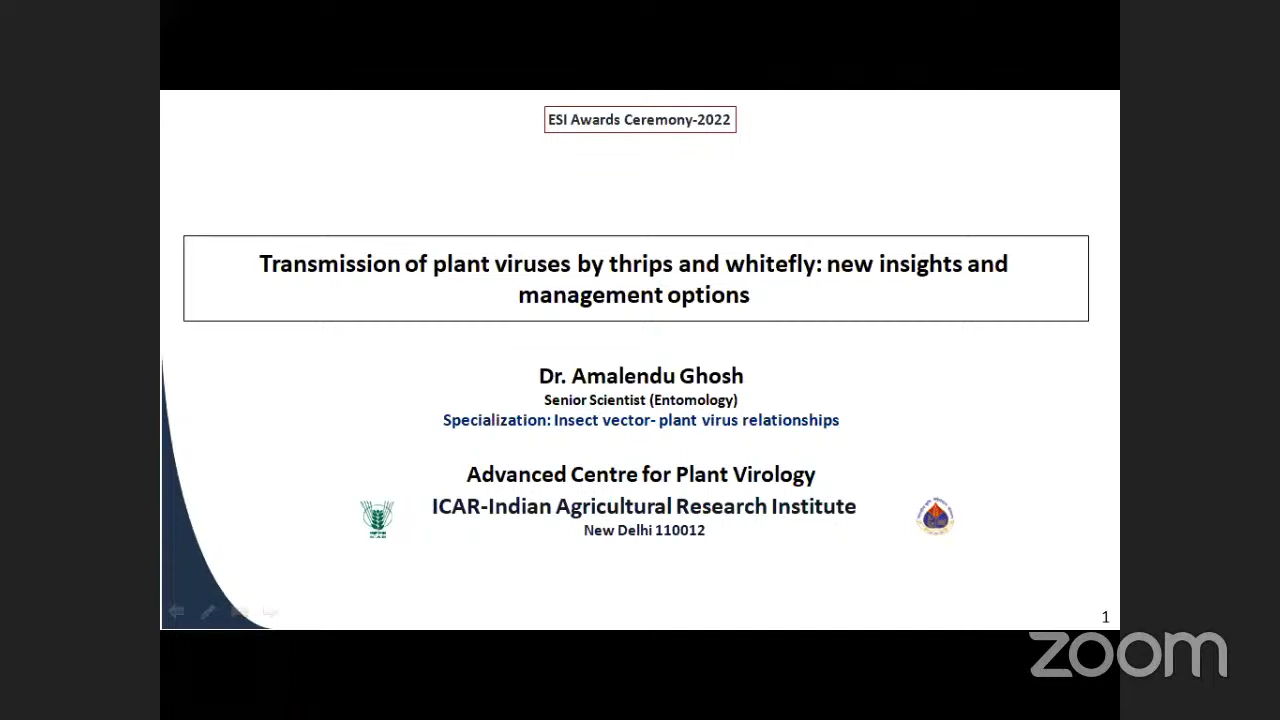 ESI Awards Ceremony-2022
Transmission of plant viruses by thrips and whitefly: new insights and
management options
Dr. Amalendu Ghosh
Senior Scientist (Entomology)
Specialization: Insect vector- plant virus relationships
Advanced Centre for Plant Virology
ICAR-Indian Agricultural Research Institute
New Delhi 110012
1
zoom